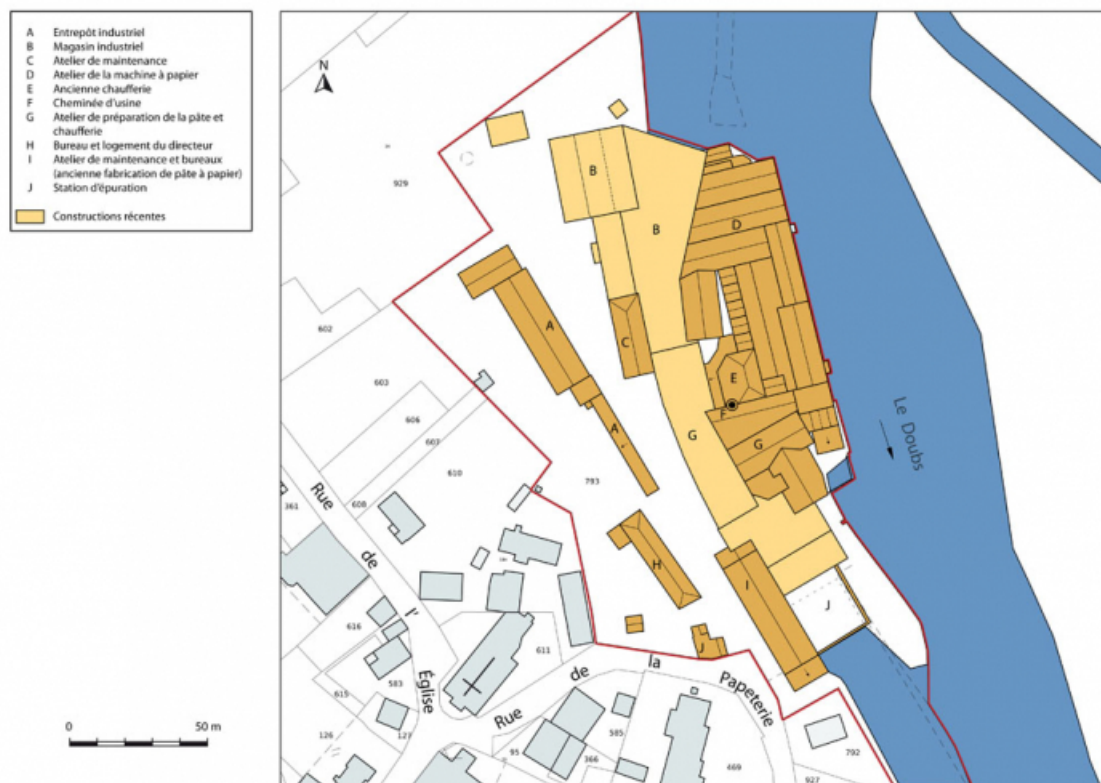 A Entrepôt industriel
B Magasin industriel
C Atelier de maintenance
D Atelier de la machine à papier
E Ancienne chaufferie
F Cheminée d'usine
G Atelier de préparation de la pâte et
chaufferie
H Bureau et logement du directeur
I Atelier de maintenance et bureaux
(ancienne fabrication de pâte à papier)
J Station d'épuration
Constructions récentes
N
929
B
B
D
A
C
602
E
603
F
606
A
607
G
G
Le Doubs
610
793
608
361
Rue de l'Église
H
I
J
616
611
J
583
615
Rue de la Papeterie
126
127
585
95
366
469
792
927
0 50 m